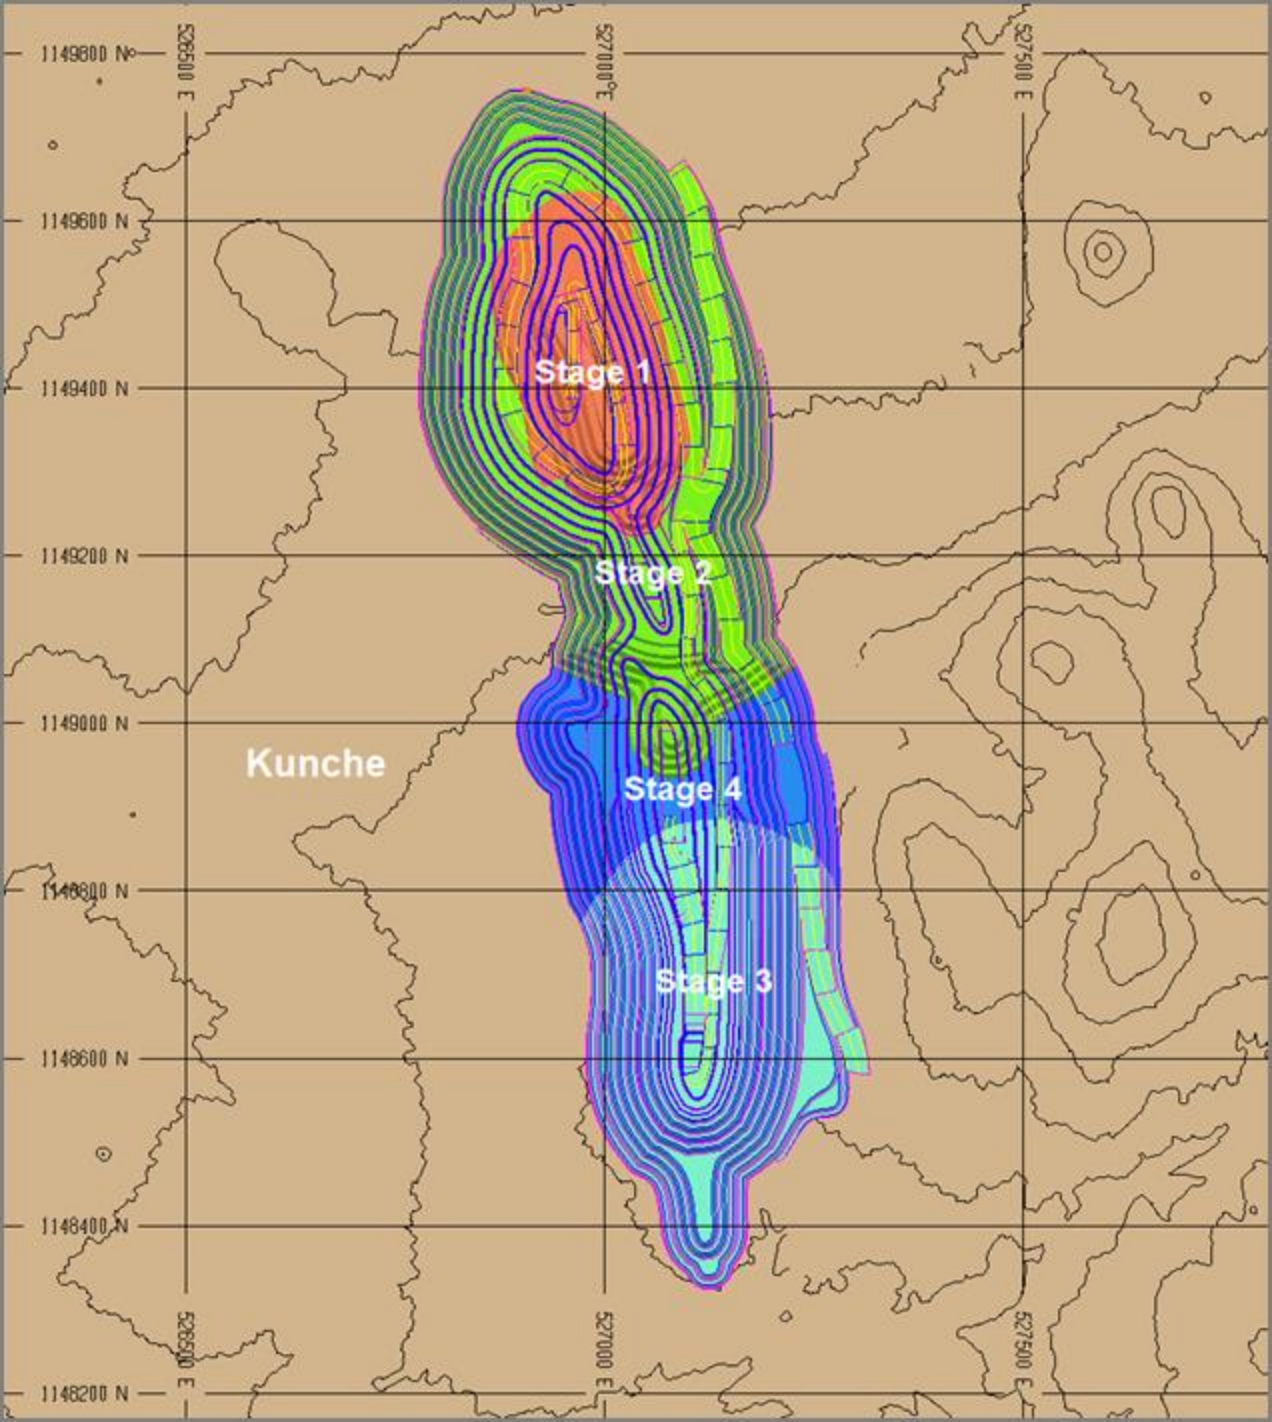 526500 E
527000 E
527500 E
1149800 N
1149600 N
Stage 1
1149400 N
1149200 N
Stage 2
1149000 N
Kunche
Stage 4
1148800 N
Stage 3
1148600 N
1148400 N
526500 E
527000 E
527500 E
1148200 N